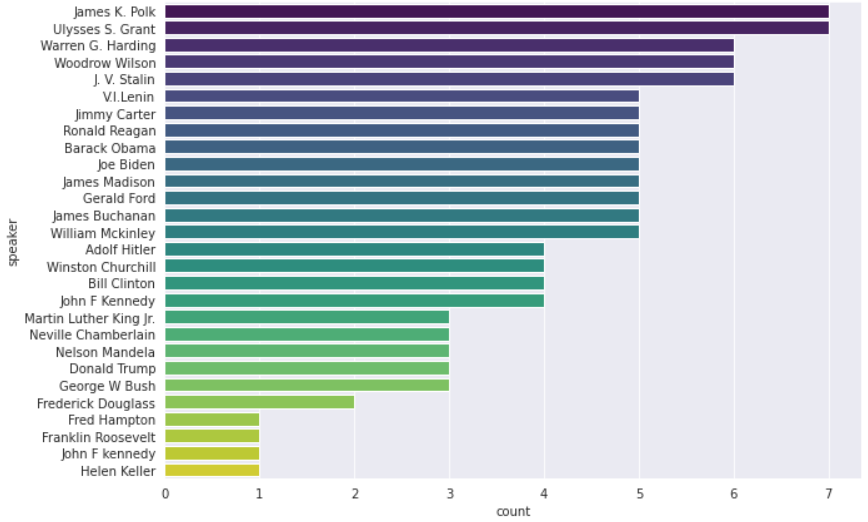 James K. Polk
Ulysses S. Grant
Warren G. Harding
Woodrow Wilson
J. V. Stalin
V.I.Lenin
Jimmy Carter
Ronald Reagan
Barack Obama
Joe Biden
James Madison
Gerald Ford
James Buchanan
William Mckinley
Adolf Hitler
Winston Churchill
Bill Clinton
John F Kennedy
Martin Luther King Jr.
Neville Chamberlain
Nelson Mandela
Donald Trump
George W Bush
Frederick Douglass
Fred Hampton
Franklin Roosevelt
John F kennedy
Helen Keller
speaker
0 1 2 3 4 5 6 7
count